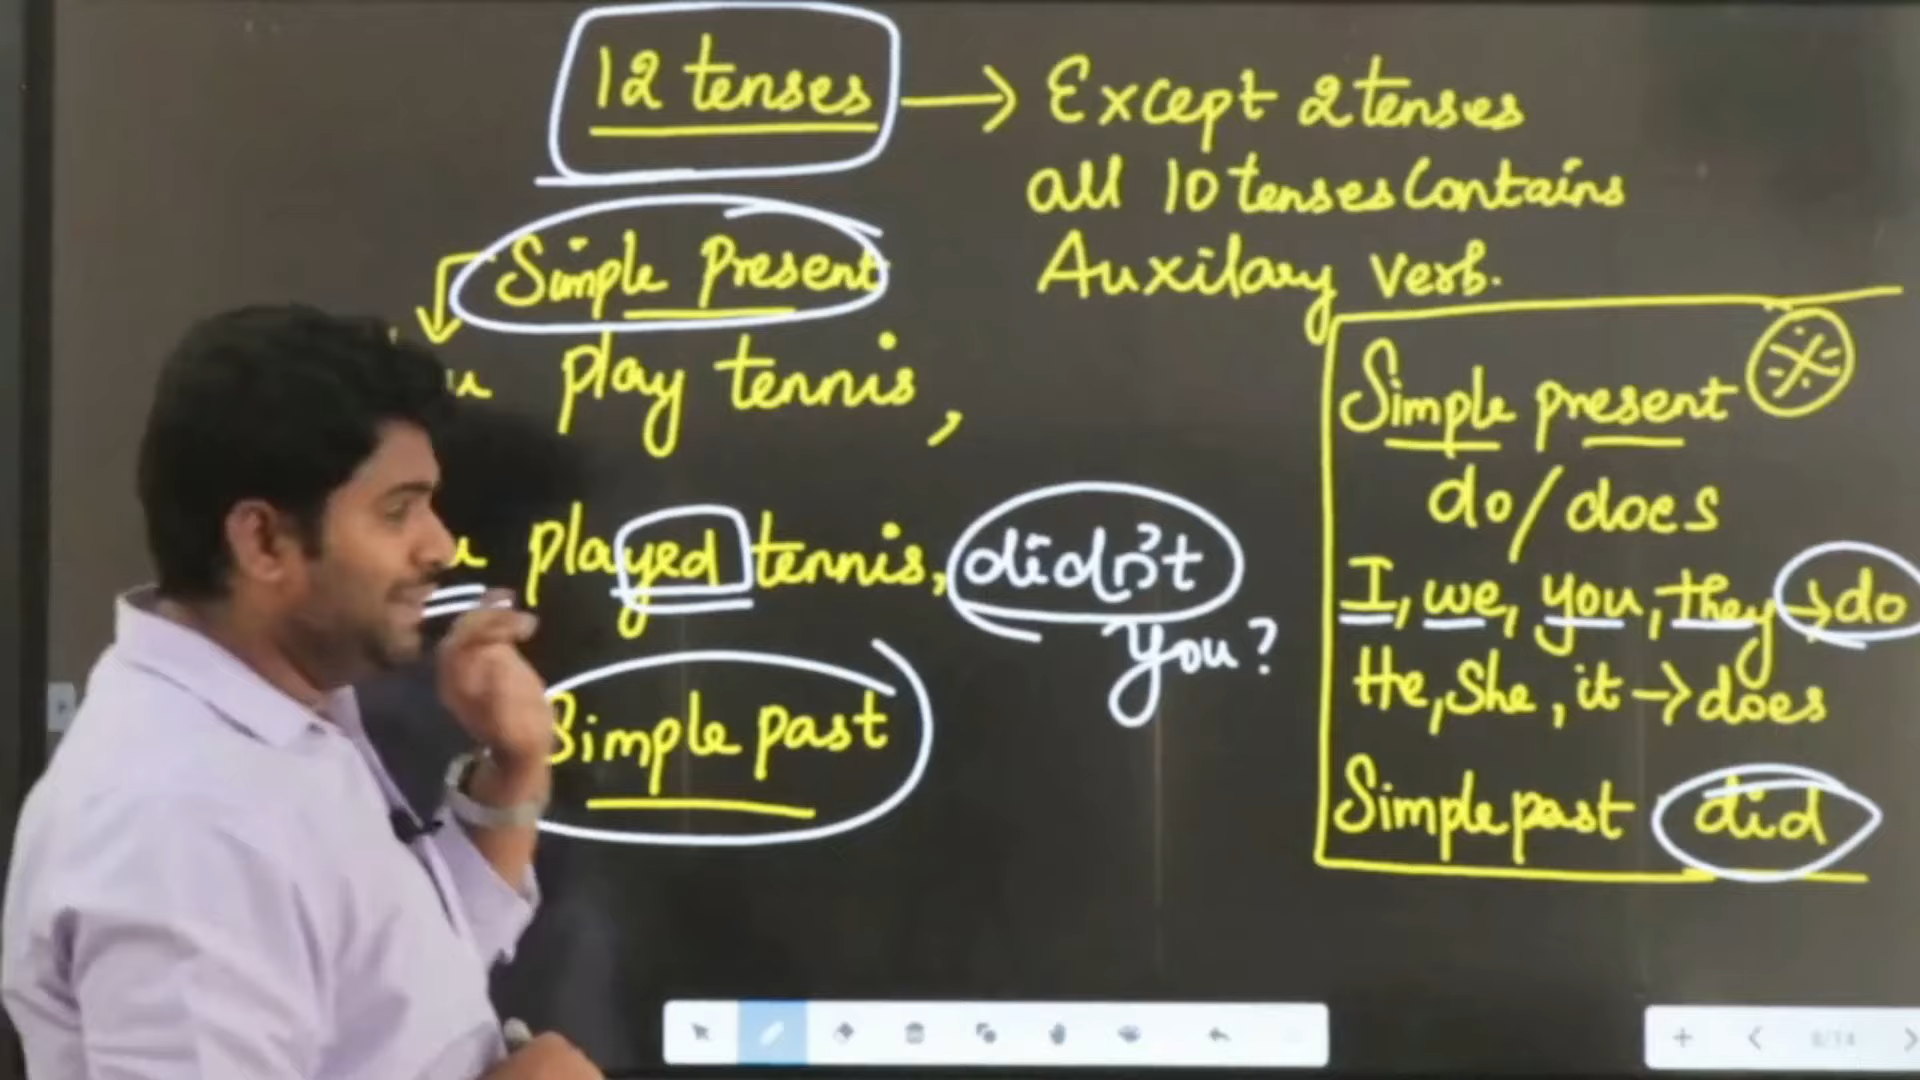 12 tenses → Except 2 tenses
all 10 tenses Contains
Auxilary Verb.
Simple Present
play tennis,
played tennis, didn't
you?
Simple past
Simple present
do/does
I, we, you, they → do
He, She, it → does
Simple past did